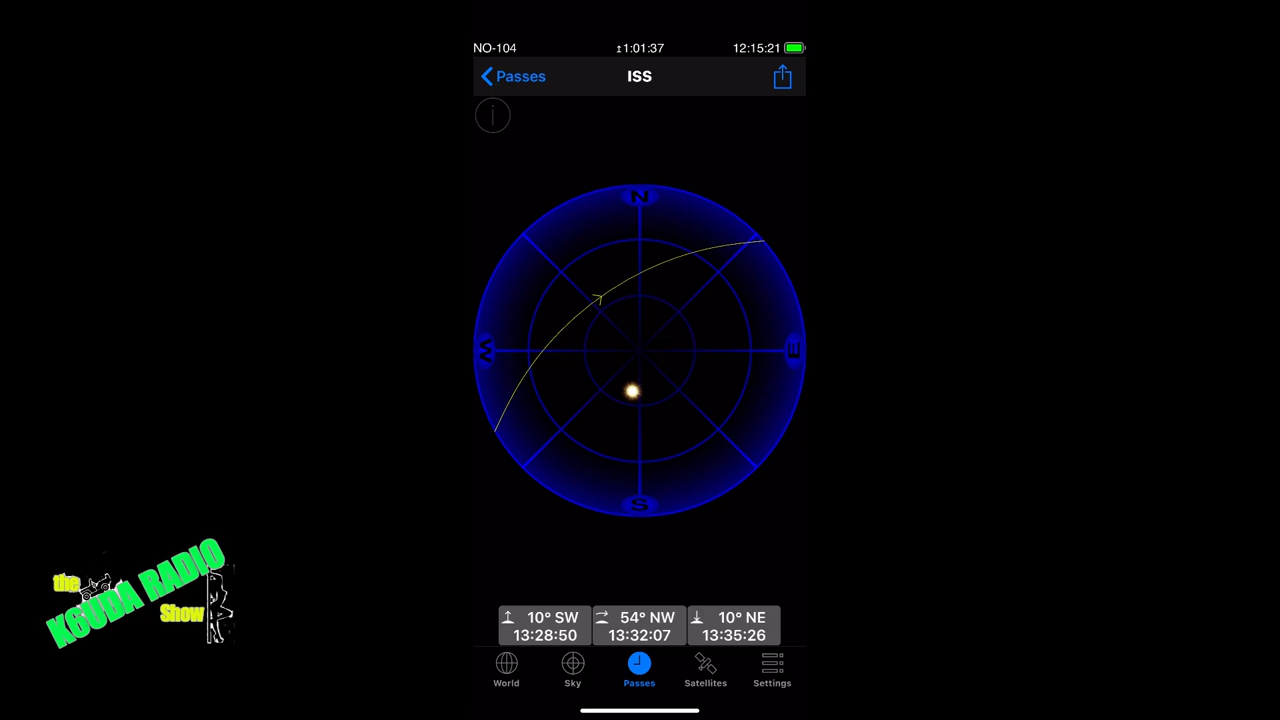 NO-104 ±1:01:37 12:15:21
Passes ISS
N
W E
S
10° SW 54° NW 10° NE
13:28:50 13:32:07 13:35:26
World Sky Passes Satellites Settings
the
K6UDA RADIO
Show